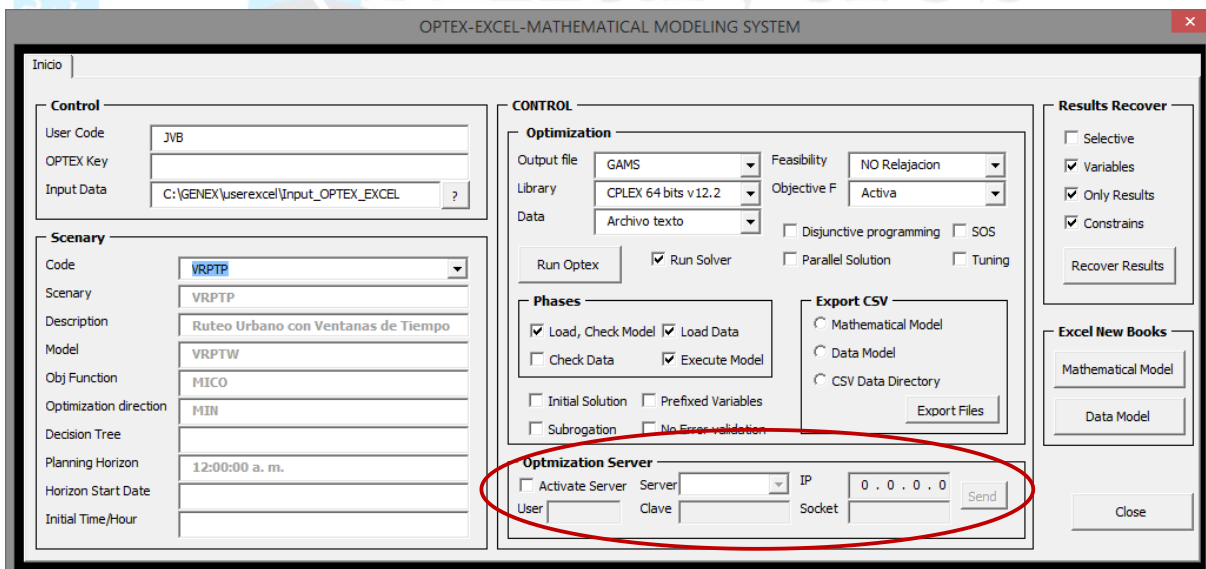 OPTEX-EXCEL-MATHEMATICAL MODELING SYSTEM
Inicio
Control
User Code JVB
OPTEX Key
Input Data C:\GENEX\userexcel\Input_OPTEX_EXCEL ?
Scenary
Code VRPTP
Scenary VRPTP
Description Ruteo Urbano con Ventanas de Tiempo
Model VRPTW
Obj Function MICO
Optimization direction MIN
Decision Tree
Planning Horizon 12:00:00 a. m.
Horizon Start Date
Initial Time/Hour
CONTROL
Optimization
Output file GAMS Feasibility NO Relajacion
Library CPLEX 64 bits v12.2 Objective F Activa
Data Archivo texto
Disjunctive programming SOS
Run Optex Run Solver Parallel Solution Tuning
Phases
Load, Check Model Load Data
Check Data Execute Model
Export CSV
Mathematical Model
Data Model
CSV Data Directory
Export Files
Initial Solution Prefixed Variables
Subrogation No Error validation
Optmization Server
Activate Server Server IP 0 . 0 . 0 . 0 Send
User Clave Socket
Results Recover
Selective
Variables
Only Results
Constrains
Recover Results
Excel New Books
Mathematical Model
Data Model
Close